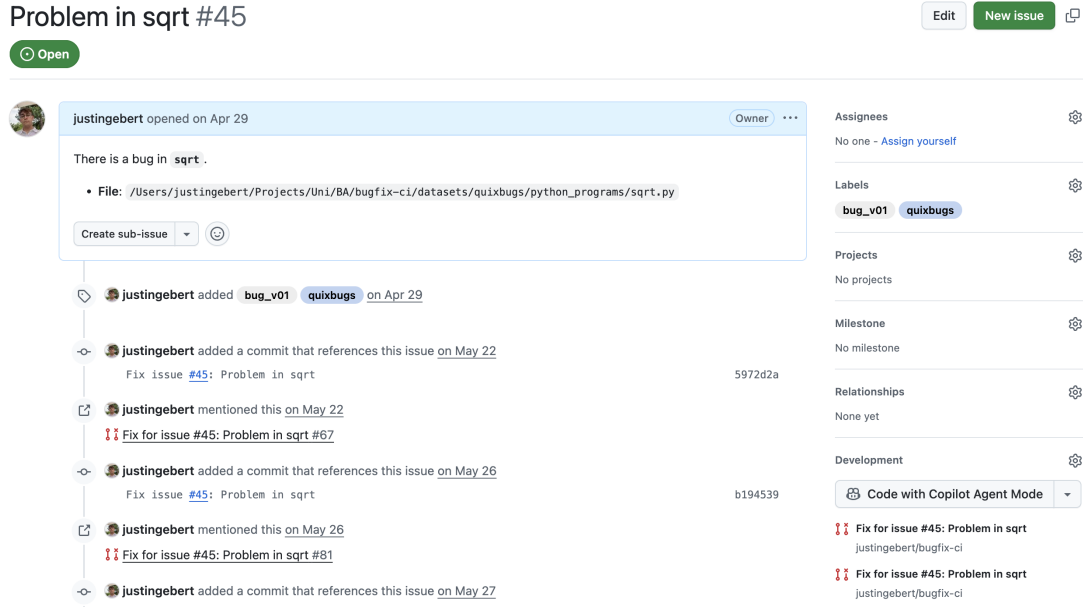 Problem in sqrt #45
Edit
New issue
Open
justingebert opened on Apr 29
Owner
There is a bug in sqrt .
• File: /Users/justingebert/Projects/Uni/BA/bugfix-ci/datasets/quixbugs/python_programs/sqrt.py
Create sub-issue
justingebert added bug_v01 quixbugs on Apr 29
justingebert added a commit that references this issue on May 22
Fix issue #45: Problem in sqrt
5972d2a
justingebert mentioned this on May 22
Fix for issue #45: Problem in sqrt #67
justingebert added a commit that references this issue on May 26
Fix issue #45: Problem in sqrt
b194539
justingebert mentioned this on May 26
Fix for issue #45: Problem in sqrt #81
justingebert added a commit that references this issue on May 27
Assignees
No one - Assign yourself
Labels
bug_v01 quixbugs
Projects
No projects
Milestone
No milestone
Relationships
None yet
Development
Code with Copilot Agent Mode
Fix for issue #45: Problem in sqrt
justingebert/bugfix-ci
Fix for issue #45: Problem in sqrt
justingebert/bugfix-ci